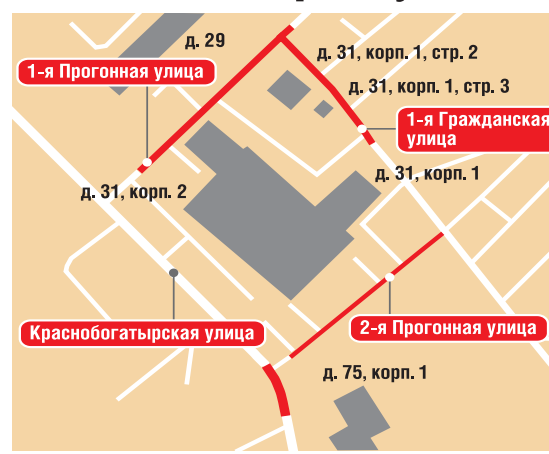 д. 29
д. 31, корп. 1, стр. 2
1-я Прогонная улица
д. 31, корп. 1, стр. 3
1-я Гражданская
улица
д. 31, корп. 2
д. 31, корп. 1
Краснобогатырская улица
2-я Прогонная улица
д. 75, корп. 1